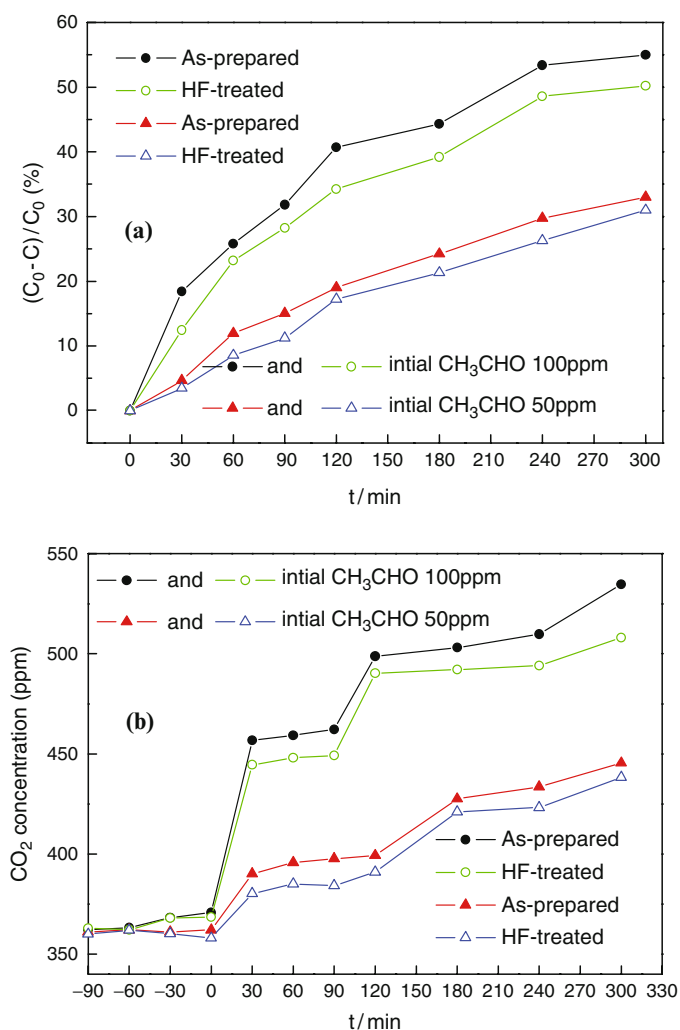 60
50
40
30
20
10
0
(C₀-C) / C₀ (%)
As-prepared
HF-treated
As-prepared
HF-treated
(a)
and intial CH₃CHO 100ppm
and intial CH₃CHO 50ppm
0 30 60 90 120 150 180 210 240 270 300
t / min
550
500
450
400
350
CO₂ concentration (ppm)
and intial CH₃CHO 100ppm
and intial CH₃CHO 50ppm
(b)
As-prepared
HF-treated
As-prepared
HF-treated
−90 −60 −30 0 30 60 90 120 150 180 210 240 270 300 330
t / min